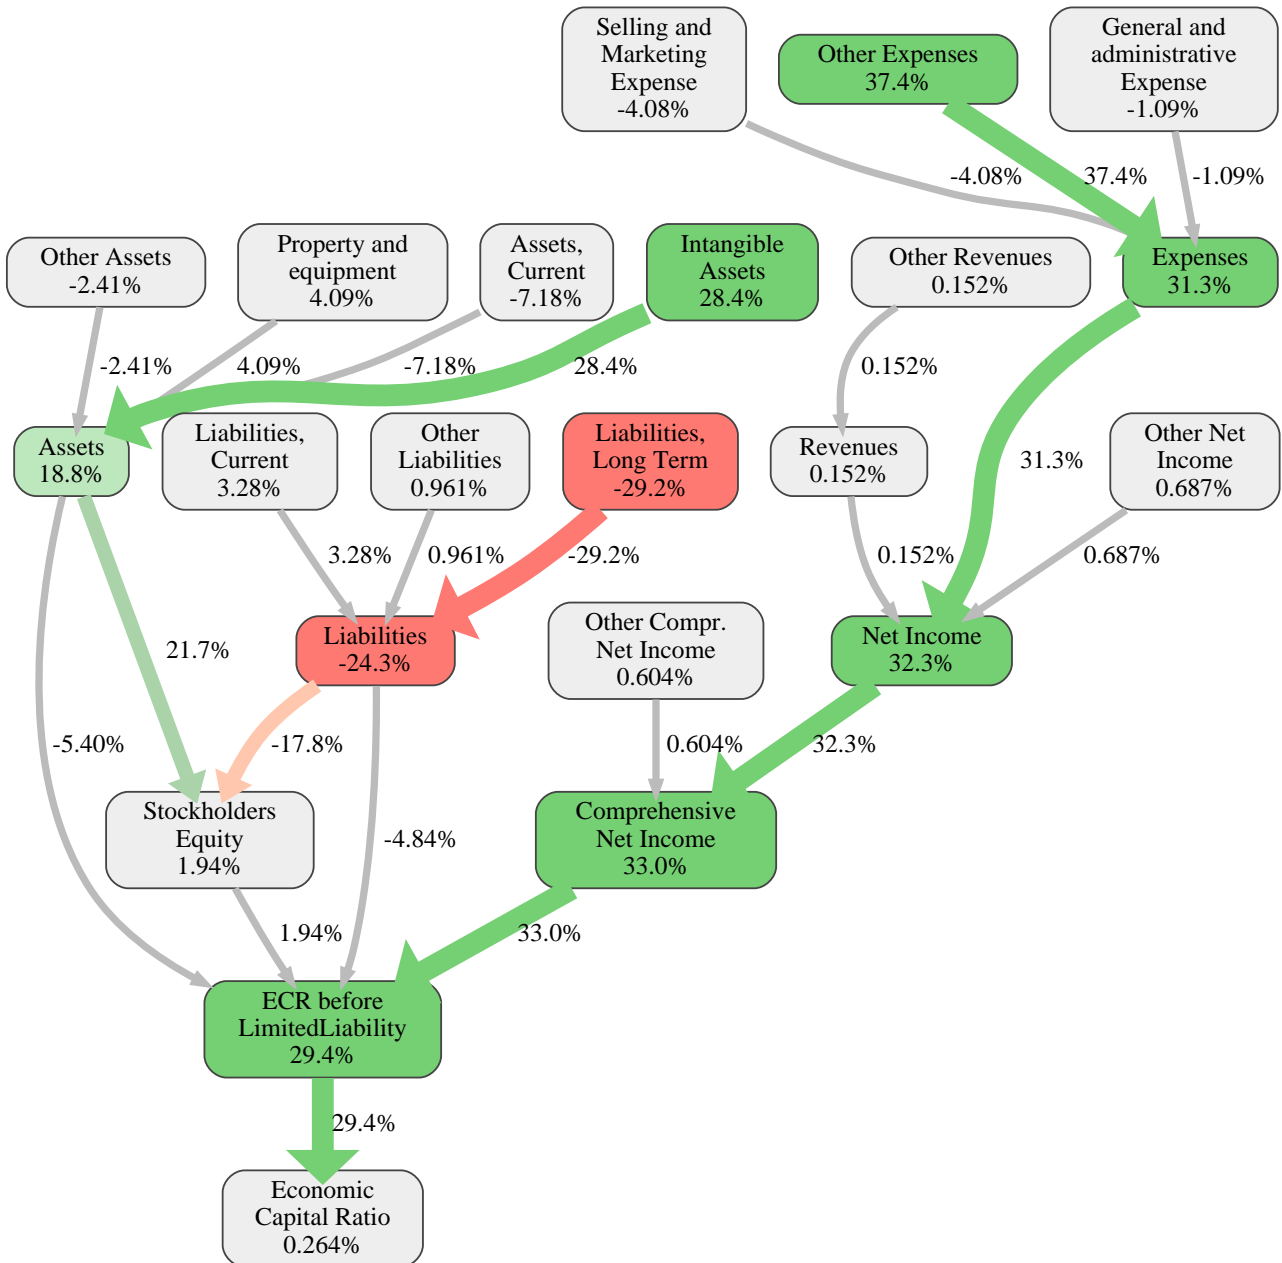 Selling and
Marketing
Expense
-4.08%
Other Expenses
37.4%
General and
administrative
Expense
-1.09%
-4.08%
37.4%
-1.09%
Other Assets
-2.41%
Property and
equipment
4.09%
Assets,
Current
-7.18%
Intangible
Assets
28.4%
Other Revenues
0.152%
Expenses
31.3%
-2.41%
4.09%
-7.18%
28.4%
0.152%
31.3%
Assets
18.8%
Liabilities,
Current
3.28%
Other
Liabilities
0.961%
Liabilities,
Long Term
-29.2%
Revenues
0.152%
Other Net
Income
0.687%
3.28%
0.961%
-29.2%
0.152%
0.687%
21.7%
Liabilities
-24.3%
Other Compr.
Net Income
0.604%
Net Income
32.3%
-5.40%
-17.8%
0.604%
32.3%
Stockholders
Equity
1.94%
-4.84%
Comprehensive
Net Income
33.0%
1.94%
33.0%
ECR before
LimitedLiability
29.4%
29.4%
Economic
Capital Ratio
0.264%